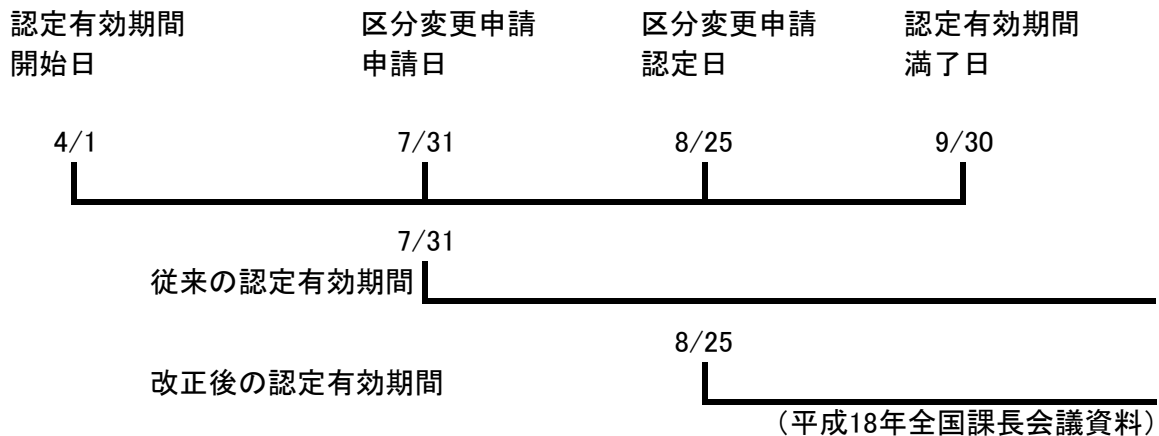 認定有効期間 区分変更申請 区分変更申請 認定有効期間
開始日 申請日 認定日 満了日
4/1 7/31 8/25 9/30
7/31
従来の認定有効期間
8/25
改正後の認定有効期間
（平成18年全国課長会議資料）